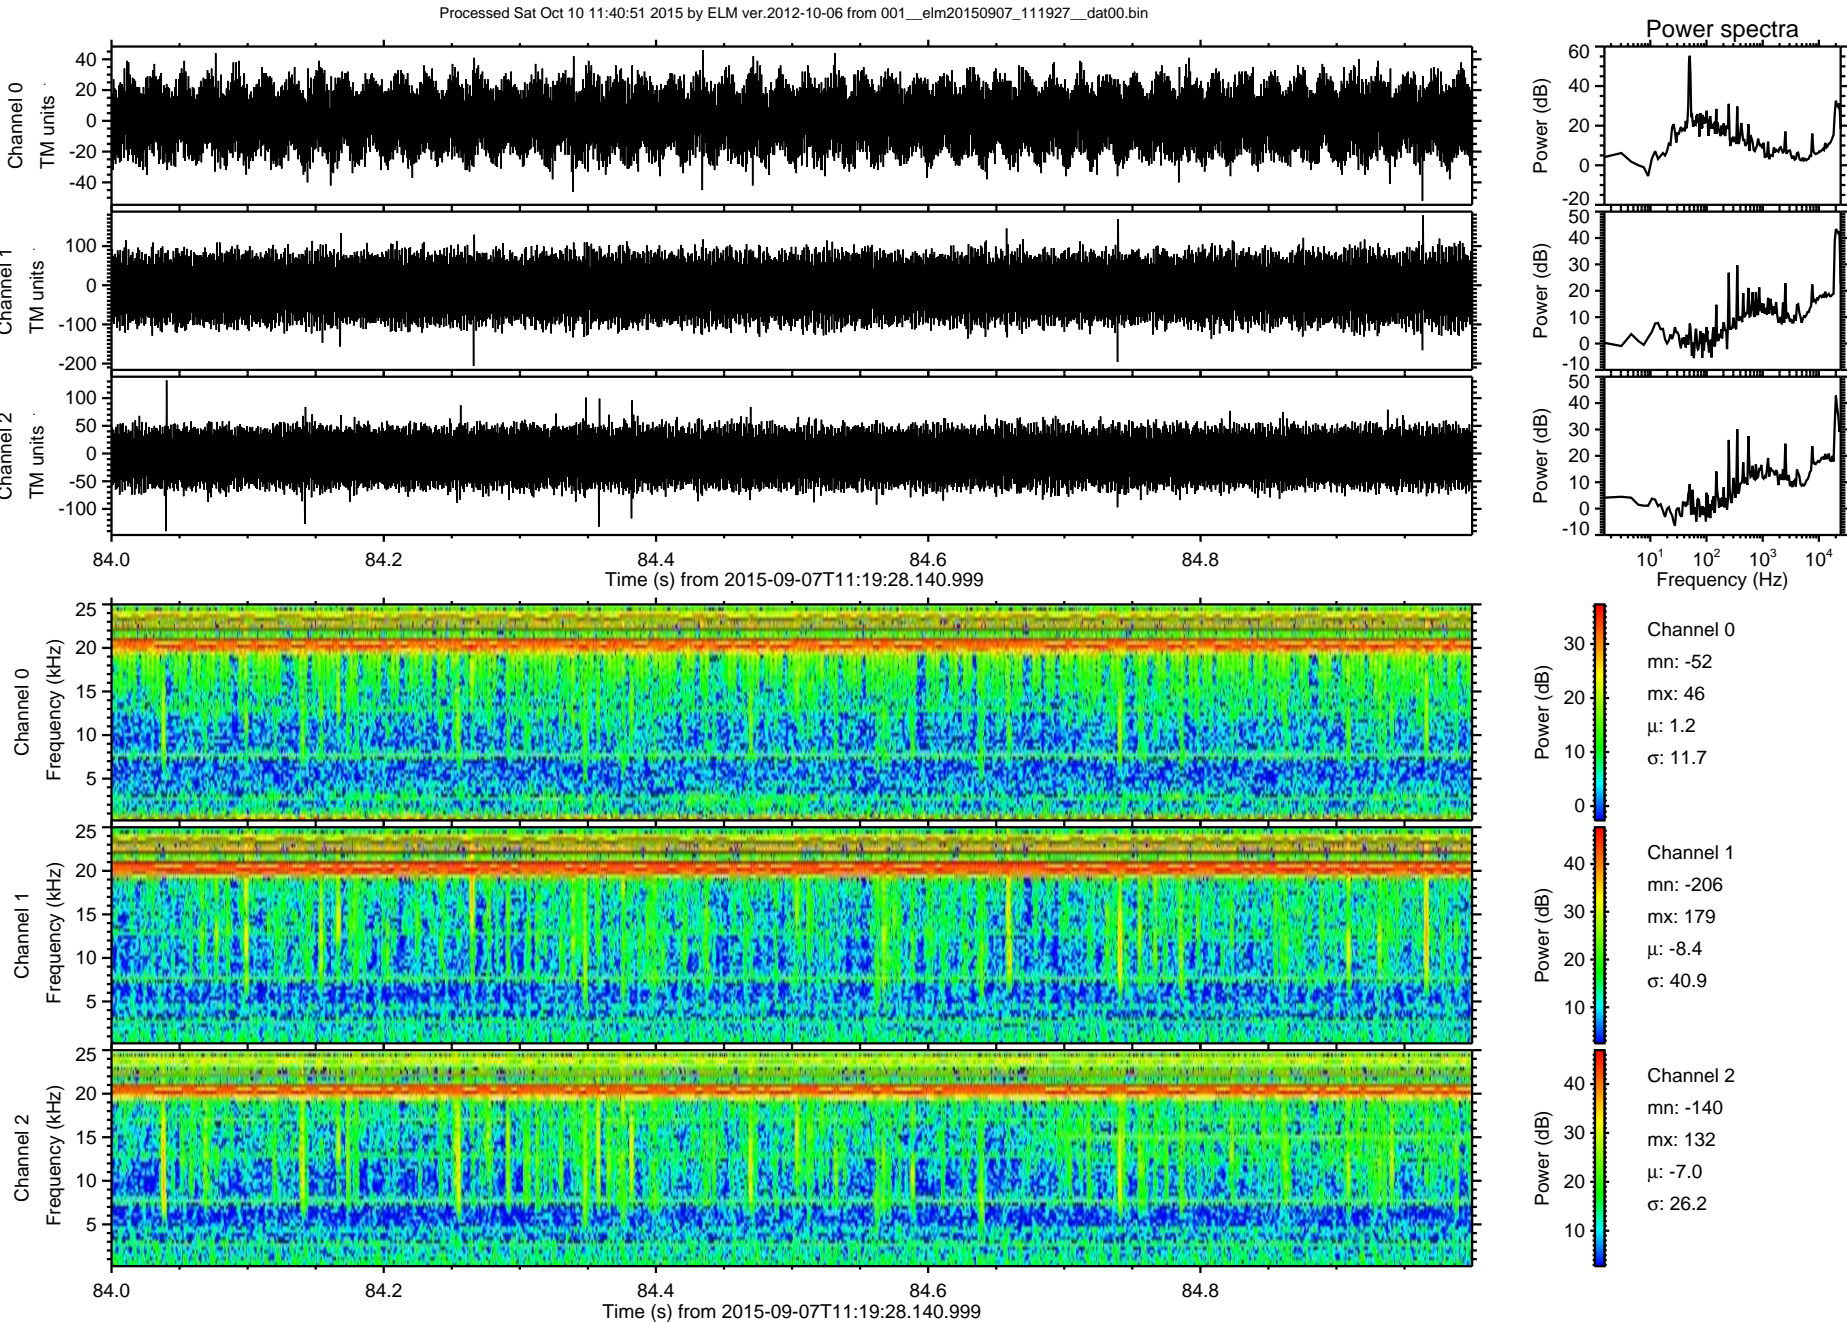 Processed Sat Oct 10 11:40:51 2015 by ELM ver.2012-10-06 from 001__elm20150907_111927__dat00.bin
Power spectra
Channel 0
TM units
40
20
0
-20
-40
Power (dB)
60
40
20
0
-20
Channel 1
TM units
100
0
-100
-200
Power (dB)
50
40
30
20
10
0
-10
Channel 2
TM units
100
50
0
-50
-100
Power (dB)
50
40
30
20
10
0
-10
84.0 84.2 84.4 84.6 84.8
Time (s) from 2015-09-07T11:19:28.140.999
10¹ 10² 10³ 10⁴
Frequency (Hz)
Channel 0
Frequency (kHz)
25
20
15
10
5
Power (dB)
30
20
10
0
Channel 0
mn: -52
mx: 46
μ: 1.2
σ: 11.7
Channel 1
Frequency (kHz)
25
20
15
10
5
Power (dB)
40
30
20
10
Channel 1
mn: -206
mx: 179
μ: -8.4
σ: 40.9
Channel 2
Frequency (kHz)
25
20
15
10
5
Power (dB)
40
30
20
10
Channel 2
mn: -140
mx: 132
μ: -7.0
σ: 26.2
84.0 84.2 84.4 84.6 84.8
Time (s) from 2015-09-07T11:19:28.140.999